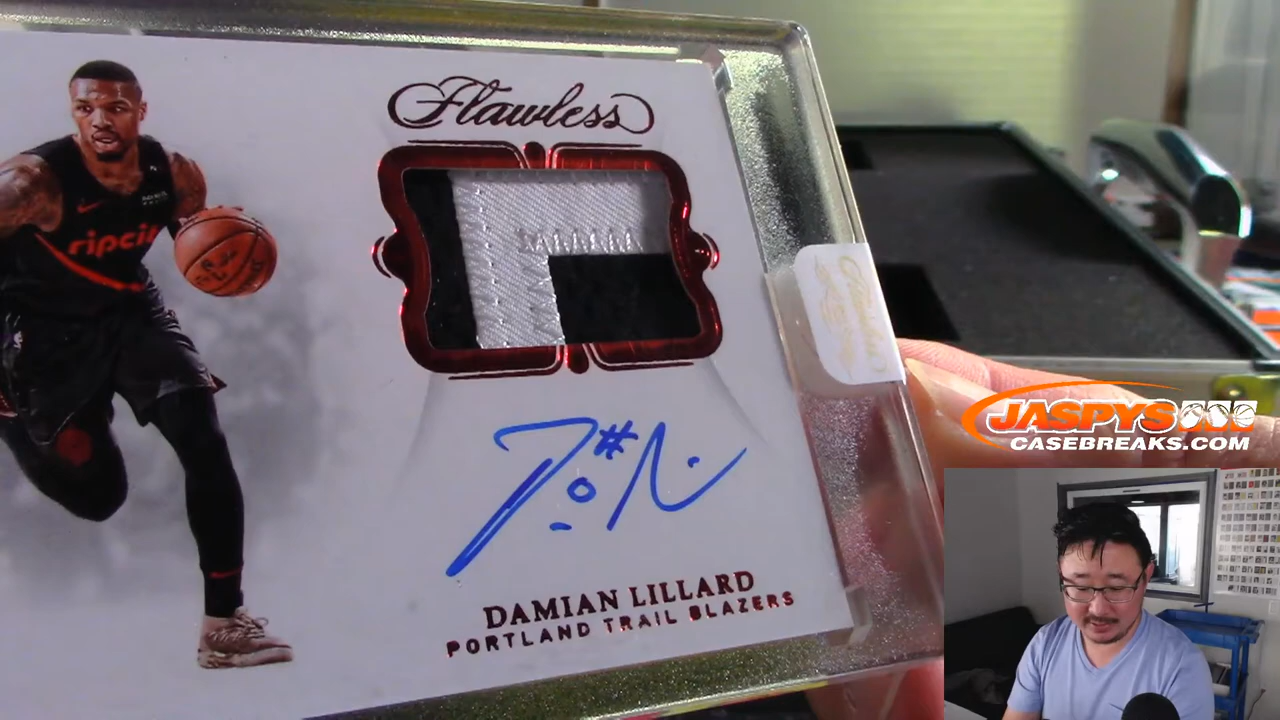 Flawless
ripcity
DAMIAN LILLARD
PORTLAND TRAIL BLAZERS
JASPYS
CASEBREAKS.COM